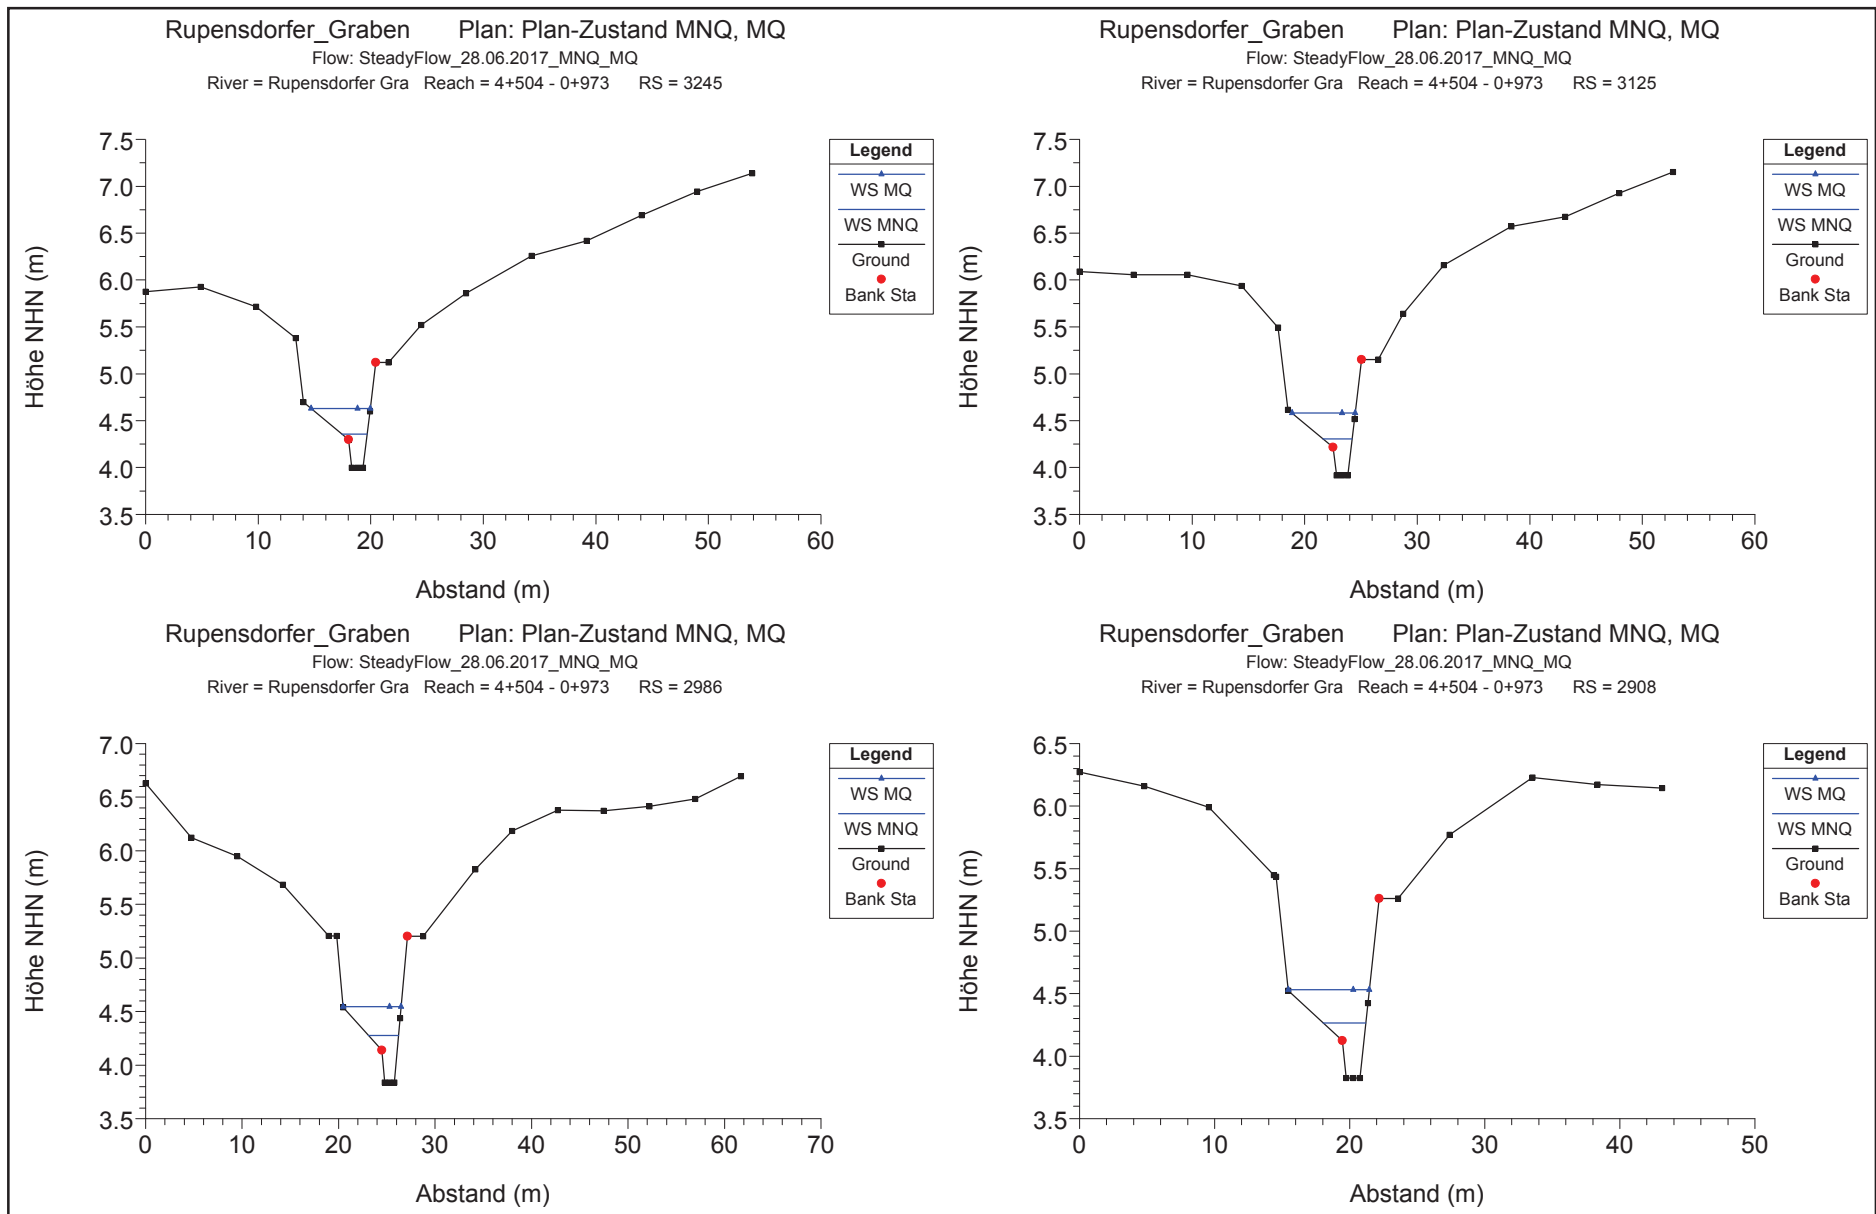 Rupensdorfer_Graben Plan: Plan-Zustand MNQ, MQ
Flow: SteadyFlow_28.06.2017_MNQ_MQ
River = Rupensdorfer Gra Reach = 4+504 - 0+973 RS = 3245
7.5
7.0
6.5
6.0
5.5
5.0
4.5
4.0
3.5
Höhe NHN (m)
0 10 20 30 40 50 60
Abstand (m)
Legend
WS MQ
WS MNQ
Ground
Bank Sta
Rupensdorfer_Graben Plan: Plan-Zustand MNQ, MQ
Flow: SteadyFlow_28.06.2017_MNQ_MQ
River = Rupensdorfer Gra Reach = 4+504 - 0+973 RS = 3125
7.5
7.0
6.5
6.0
5.5
5.0
4.5
4.0
3.5
Höhe NHN (m)
0 10 20 30 40 50 60
Abstand (m)
Legend
WS MQ
WS MNQ
Ground
Bank Sta
Rupensdorfer_Graben Plan: Plan-Zustand MNQ, MQ
Flow: SteadyFlow_28.06.2017_MNQ_MQ
River = Rupensdorfer Gra Reach = 4+504 - 0+973 RS = 2986
7.0
6.5
6.0
5.5
5.0
4.5
4.0
3.5
Höhe NHN (m)
0 10 20 30 40 50 60 70
Abstand (m)
Legend
WS MQ
WS MNQ
Ground
Bank Sta
Rupensdorfer_Graben Plan: Plan-Zustand MNQ, MQ
Flow: SteadyFlow_28.06.2017_MNQ_MQ
River = Rupensdorfer Gra Reach = 4+504 - 0+973 RS = 2908
6.5
6.0
5.5
5.0
4.5
4.0
3.5
Höhe NHN (m)
0 10 20 30 40 50
Abstand (m)
Legend
WS MQ
WS MNQ
Ground
Bank Sta